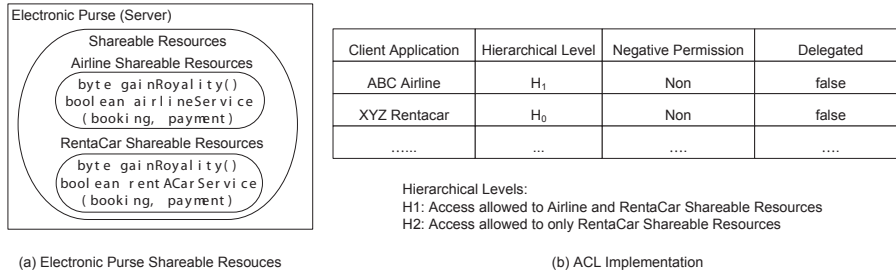 Electronic Purse (Server)
Shareable Resources
Airline Shareable Resources
byte gainRoyality()
boolean airlineService
(booking, payment)
RentaCar Shareable Resources
byte gainRoyality()
boolean rentACarService
(booking, payment)
(a) Electronic Purse Shareable Resouces
Client Application Hierarchical Level Negative Permission Delegated
ABC Airline H1 Non false
XYZ Rentacar H0 Non false
…... ... …. ….
Hierarchical Levels:
H1: Access allowed to Airline and RentaCar Shareable Resources
H2: Access allowed to only RentaCar Shareable Resources
(b) ACL Implementation